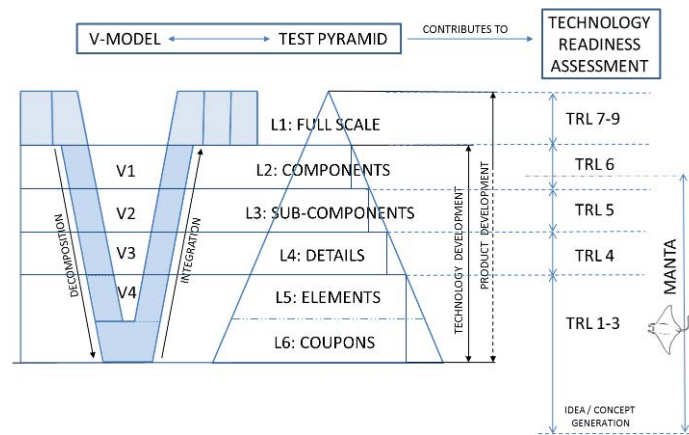 V-MODEL
TEST PYRAMID
CONTRIBUTES TO
TECHNOLOGY
READINESS
ASSESSMENT
L1: FULL SCALE
TRL 7-9
V1
L2: COMPONENTS
TRL 6
V2
L3: SUB-COMPONENTS
TRL 5
V3
L4: DETAILS
TRL 4
V4
L5: ELEMENTS
L6: COUPONS
TRL 1-3
DECOMPOSITION
INTEGRATION
TECHNOLOGY DEVELOPMENT
PRODUCT DEVELOPMENT
MANTA
IDEA / CONCEPT
GENERATION